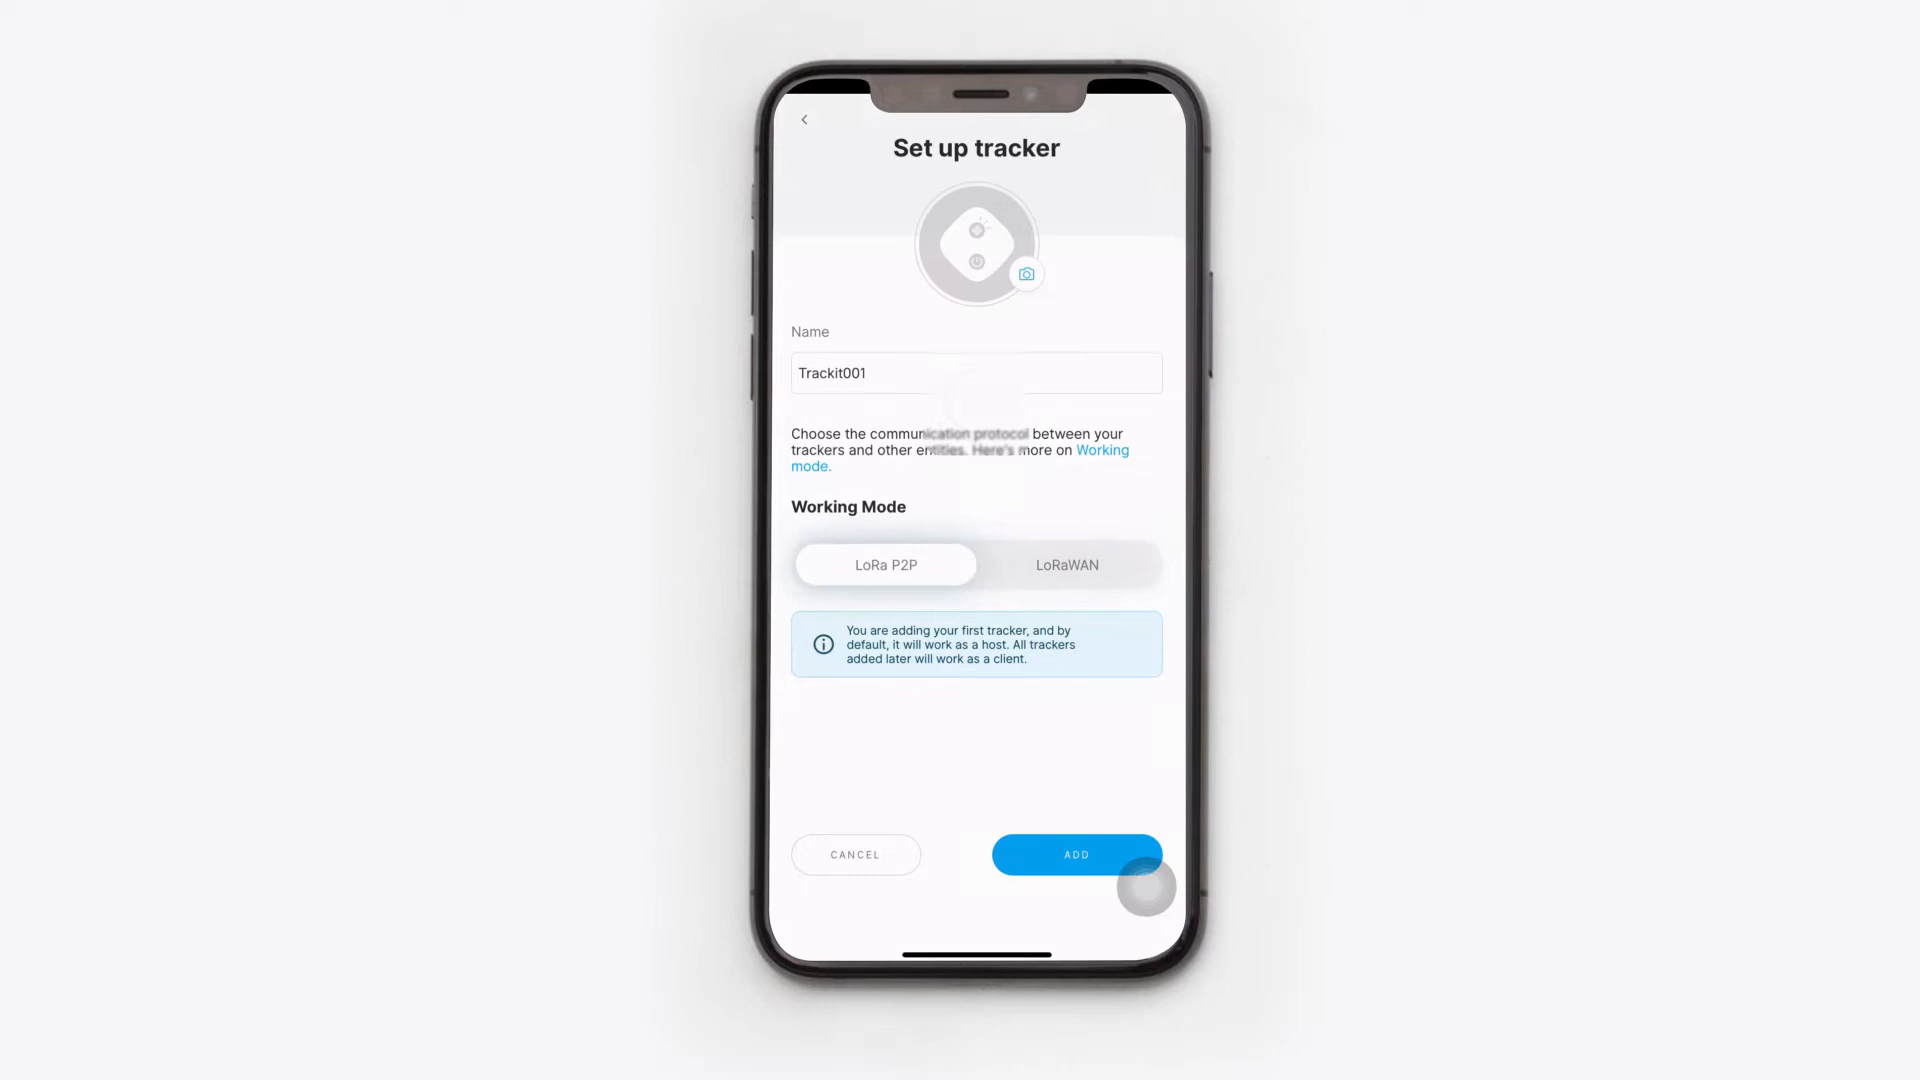 Set up tracker
Name
Trackit001
Choose the communication protocol between your
trackers and other entities. Here's more on Working
mode.
Working Mode
LoRa P2P
LoRaWAN
You are adding your first tracker, and by
default, it will work as a host. All trackers
added later will work as a client.
CANCEL
ADD